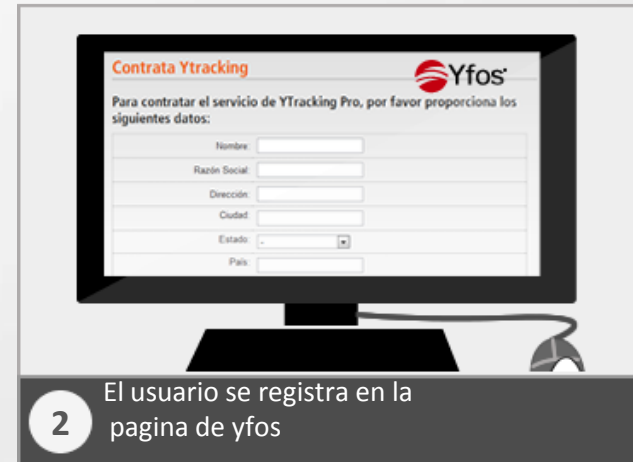 Contrata Ytracking
Yfos
Para contratar el servicio de YTracking Pro, por favor proporciona los
siguientes datos:
Nombre:
Razón Social:
Dirección:
Ciudad:
Estado: -
País:
El usuario se registra en la
2 pagina de yfos